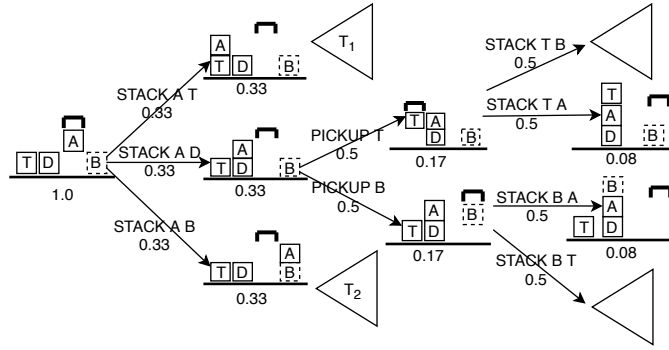 A
T D B
0.33
T1
STACK A T
0.33
A
T D B
1.0
STACK A D
0.33
A
T D B
0.33
STACK A B
0.33
A
T D B
0.33
T2
PICKUP T
0.5
PICKUP B
0.5
T A
D B
0.17
A B
T D
0.17
STACK T B
0.5
STACK T A
0.5
T
A
D B
0.08
STACK B A
0.5
B
A
T D
0.08
STACK B T
0.5